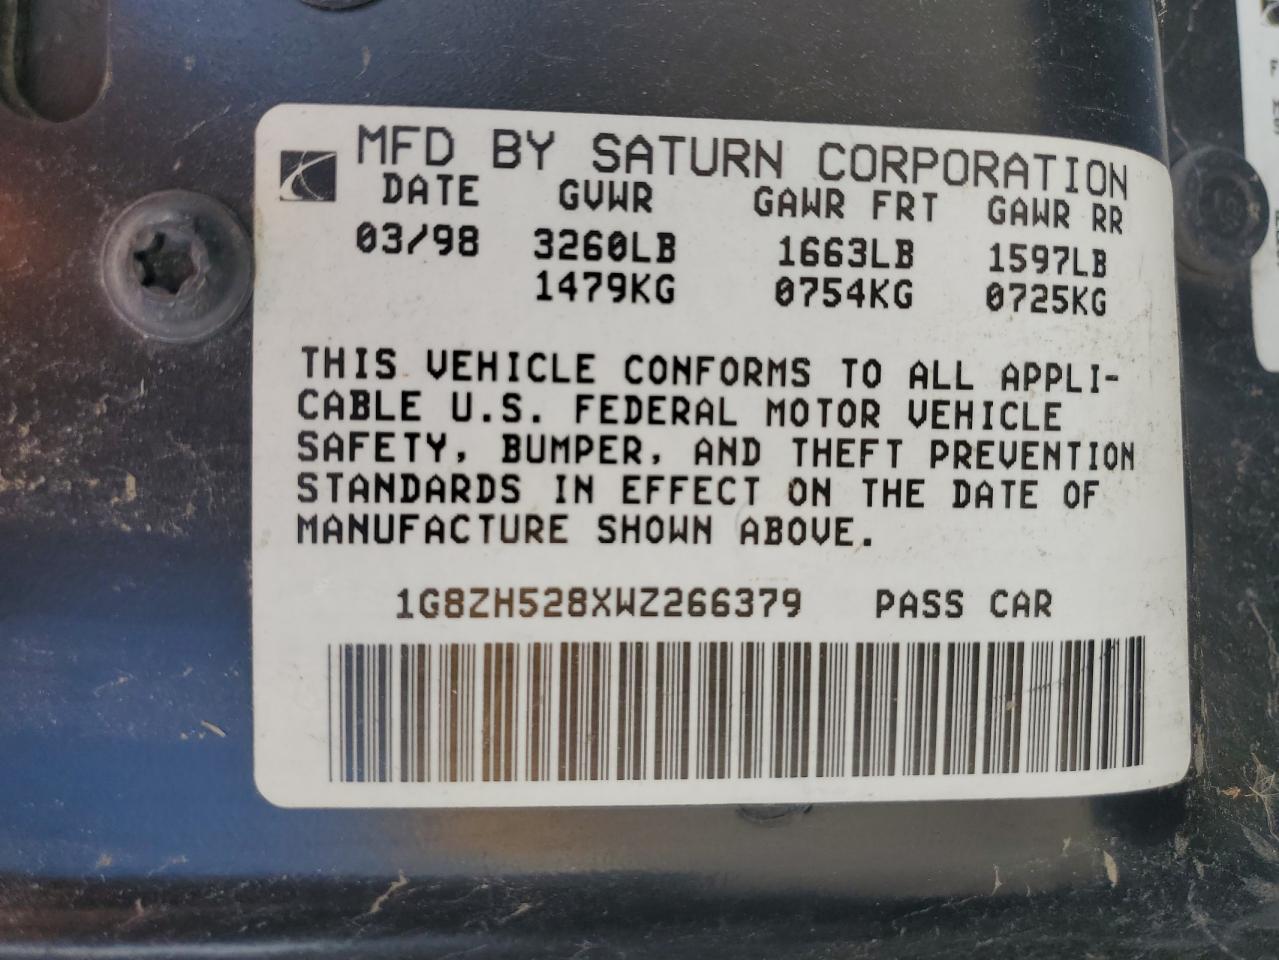 MFD BY SATURN CORPORATION
DATE GVWR GAWR FRT GAWR RR
03/98 3260LB 1663LB 1597LB
1479KG 0754KG 0725KG
THIS VEHICLE CONFORMS TO ALL APPLI-
CABLE U.S. FEDERAL MOTOR VEHICLE
SAFETY, BUMPER, AND THEFT PREVENTION
STANDARDS IN EFFECT ON THE DATE OF
MANUFACTURE SHOWN ABOVE.
1G8ZH528XWZ266379 PASS CAR